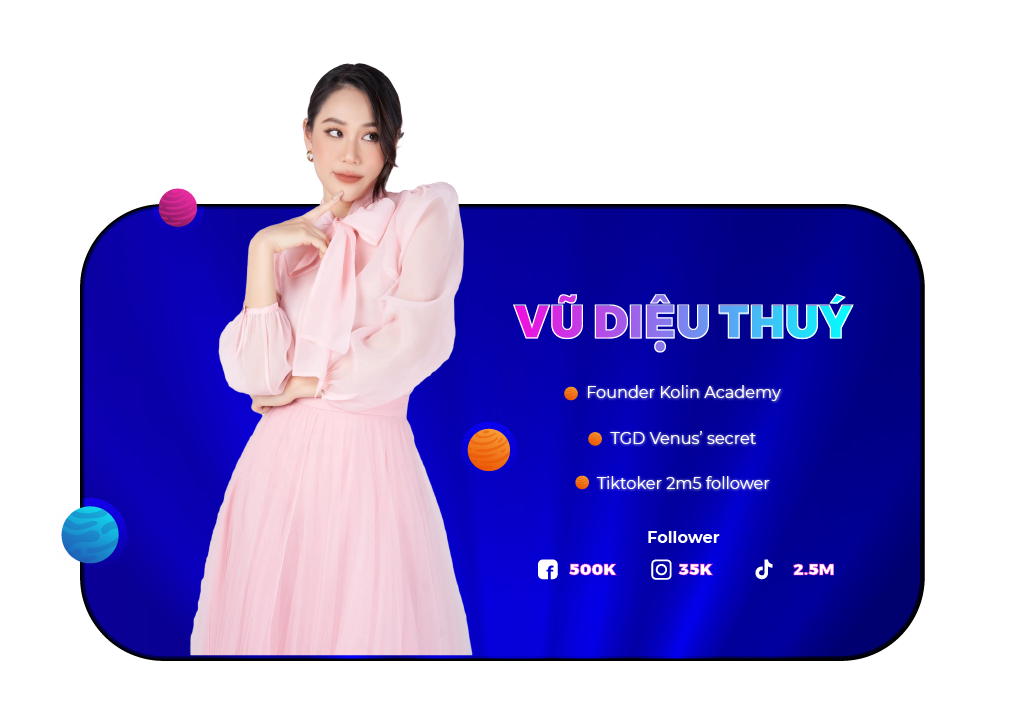 VŨ DIỆU THUÝ
Founder Kolin Academy
TGD Venus’ secret
Tiktoker 2m5 follower
Follower
500K 35K 2.5M